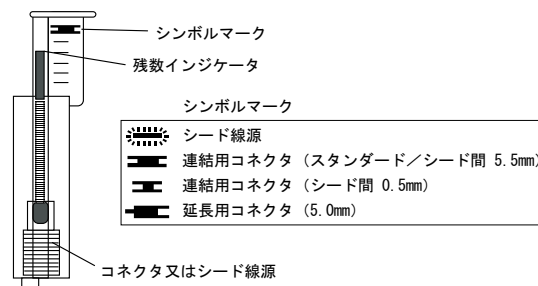 シンボルマーク
残数インジケータ
シンボルマーク
シード線源
連結用コネクタ（スタンダード／シード間 5.5mm）
連結用コネクタ（シード間 0.5mm）
延長用コネクタ（5.0mm）
コネクタ又はシード線源